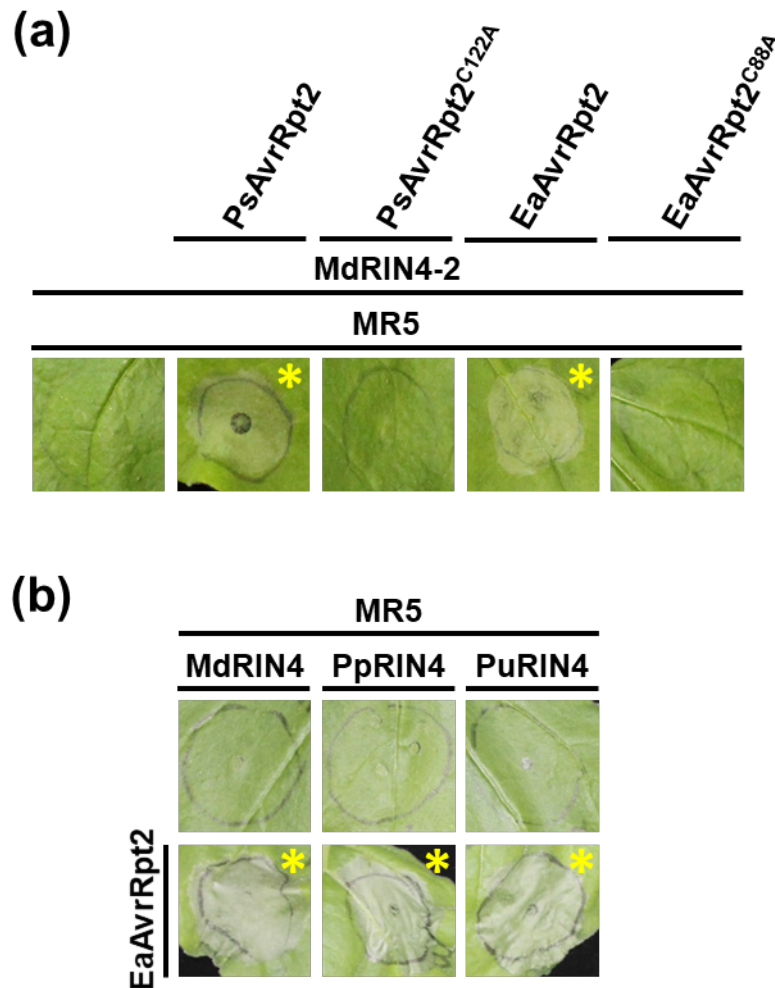 (a)
PsAvrRpt2
PsAvrRpt2C122A
EaAvrRpt2
EaAvrRpt2C88A
MdRIN4-2
MR5
*
*
(b)
MR5
MdRIN4 PpRIN4 PuRIN4
EaAvrRpt2
* * *